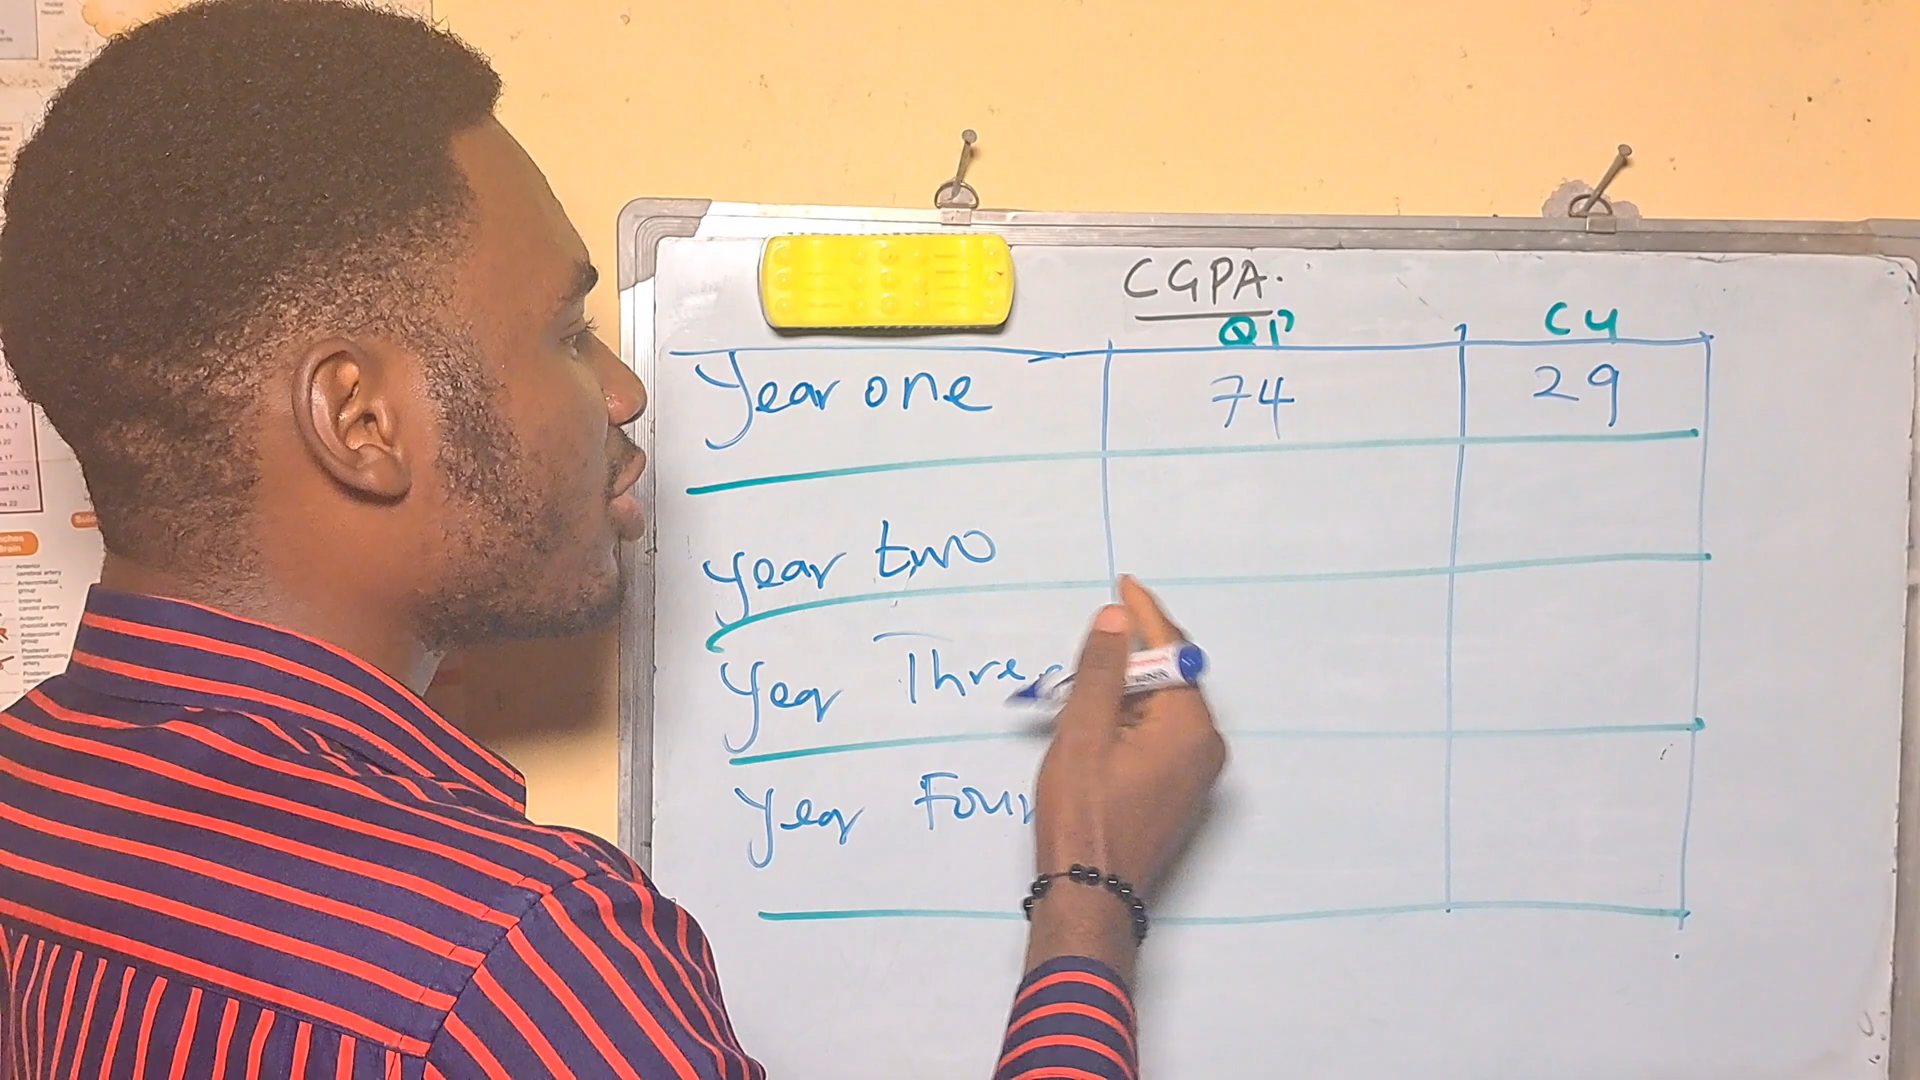 CGPA.
QP CU
Year one 74 29
year two
Year Three
Year Four